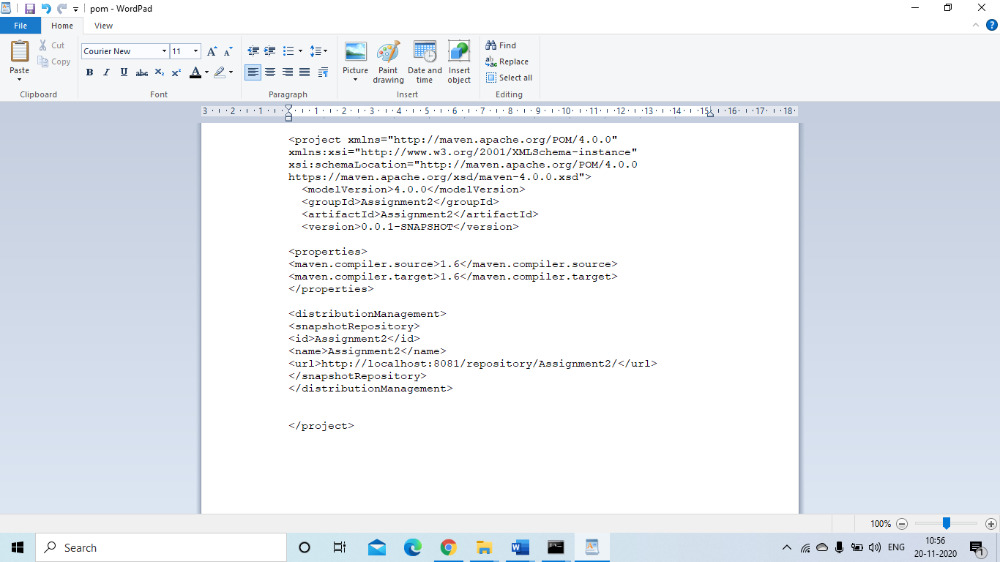 pom - WordPad
File Home View
Paste Cut Copy Clipboard
Courier New 11
B I U abc X₂ X² A
Font
Paragraph
Picture Paint drawing Date and time Insert object
Insert
Find
Replace
Select all
Editing
3 2 1 1 2 3 4 5 6 7 8 9 10 11 12 13 14 15 16 17 18
<project xmlns="http://maven.apache.org/POM/4.0.0"
xmlns:xsi="http://www.w3.org/2001/XMLSchema-instance"
xsi:schemaLocation="http://maven.apache.org/POM/4.0.0
https://maven.apache.org/xsd/maven-4.0.0.xsd">
  <modelVersion>4.0.0</modelVersion>
  <groupId>Assignment2</groupId>
  <artifactId>Assignment2</artifactId>
  <version>0.0.1-SNAPSHOT</version>

<properties>
<maven.compiler.source>1.6</maven.compiler.source>
<maven.compiler.target>1.6</maven.compiler.target>
</properties>

<distributionManagement>
<snapshotRepository>
<id>Assignment2</id>
<name>Assignment2</name>
<url>http://localhost:8081/repository/Assignment2/</url>
</snapshotRepository>
</distributionManagement>

</project>
100%
Search
ENG
10:56
20-11-2020
1